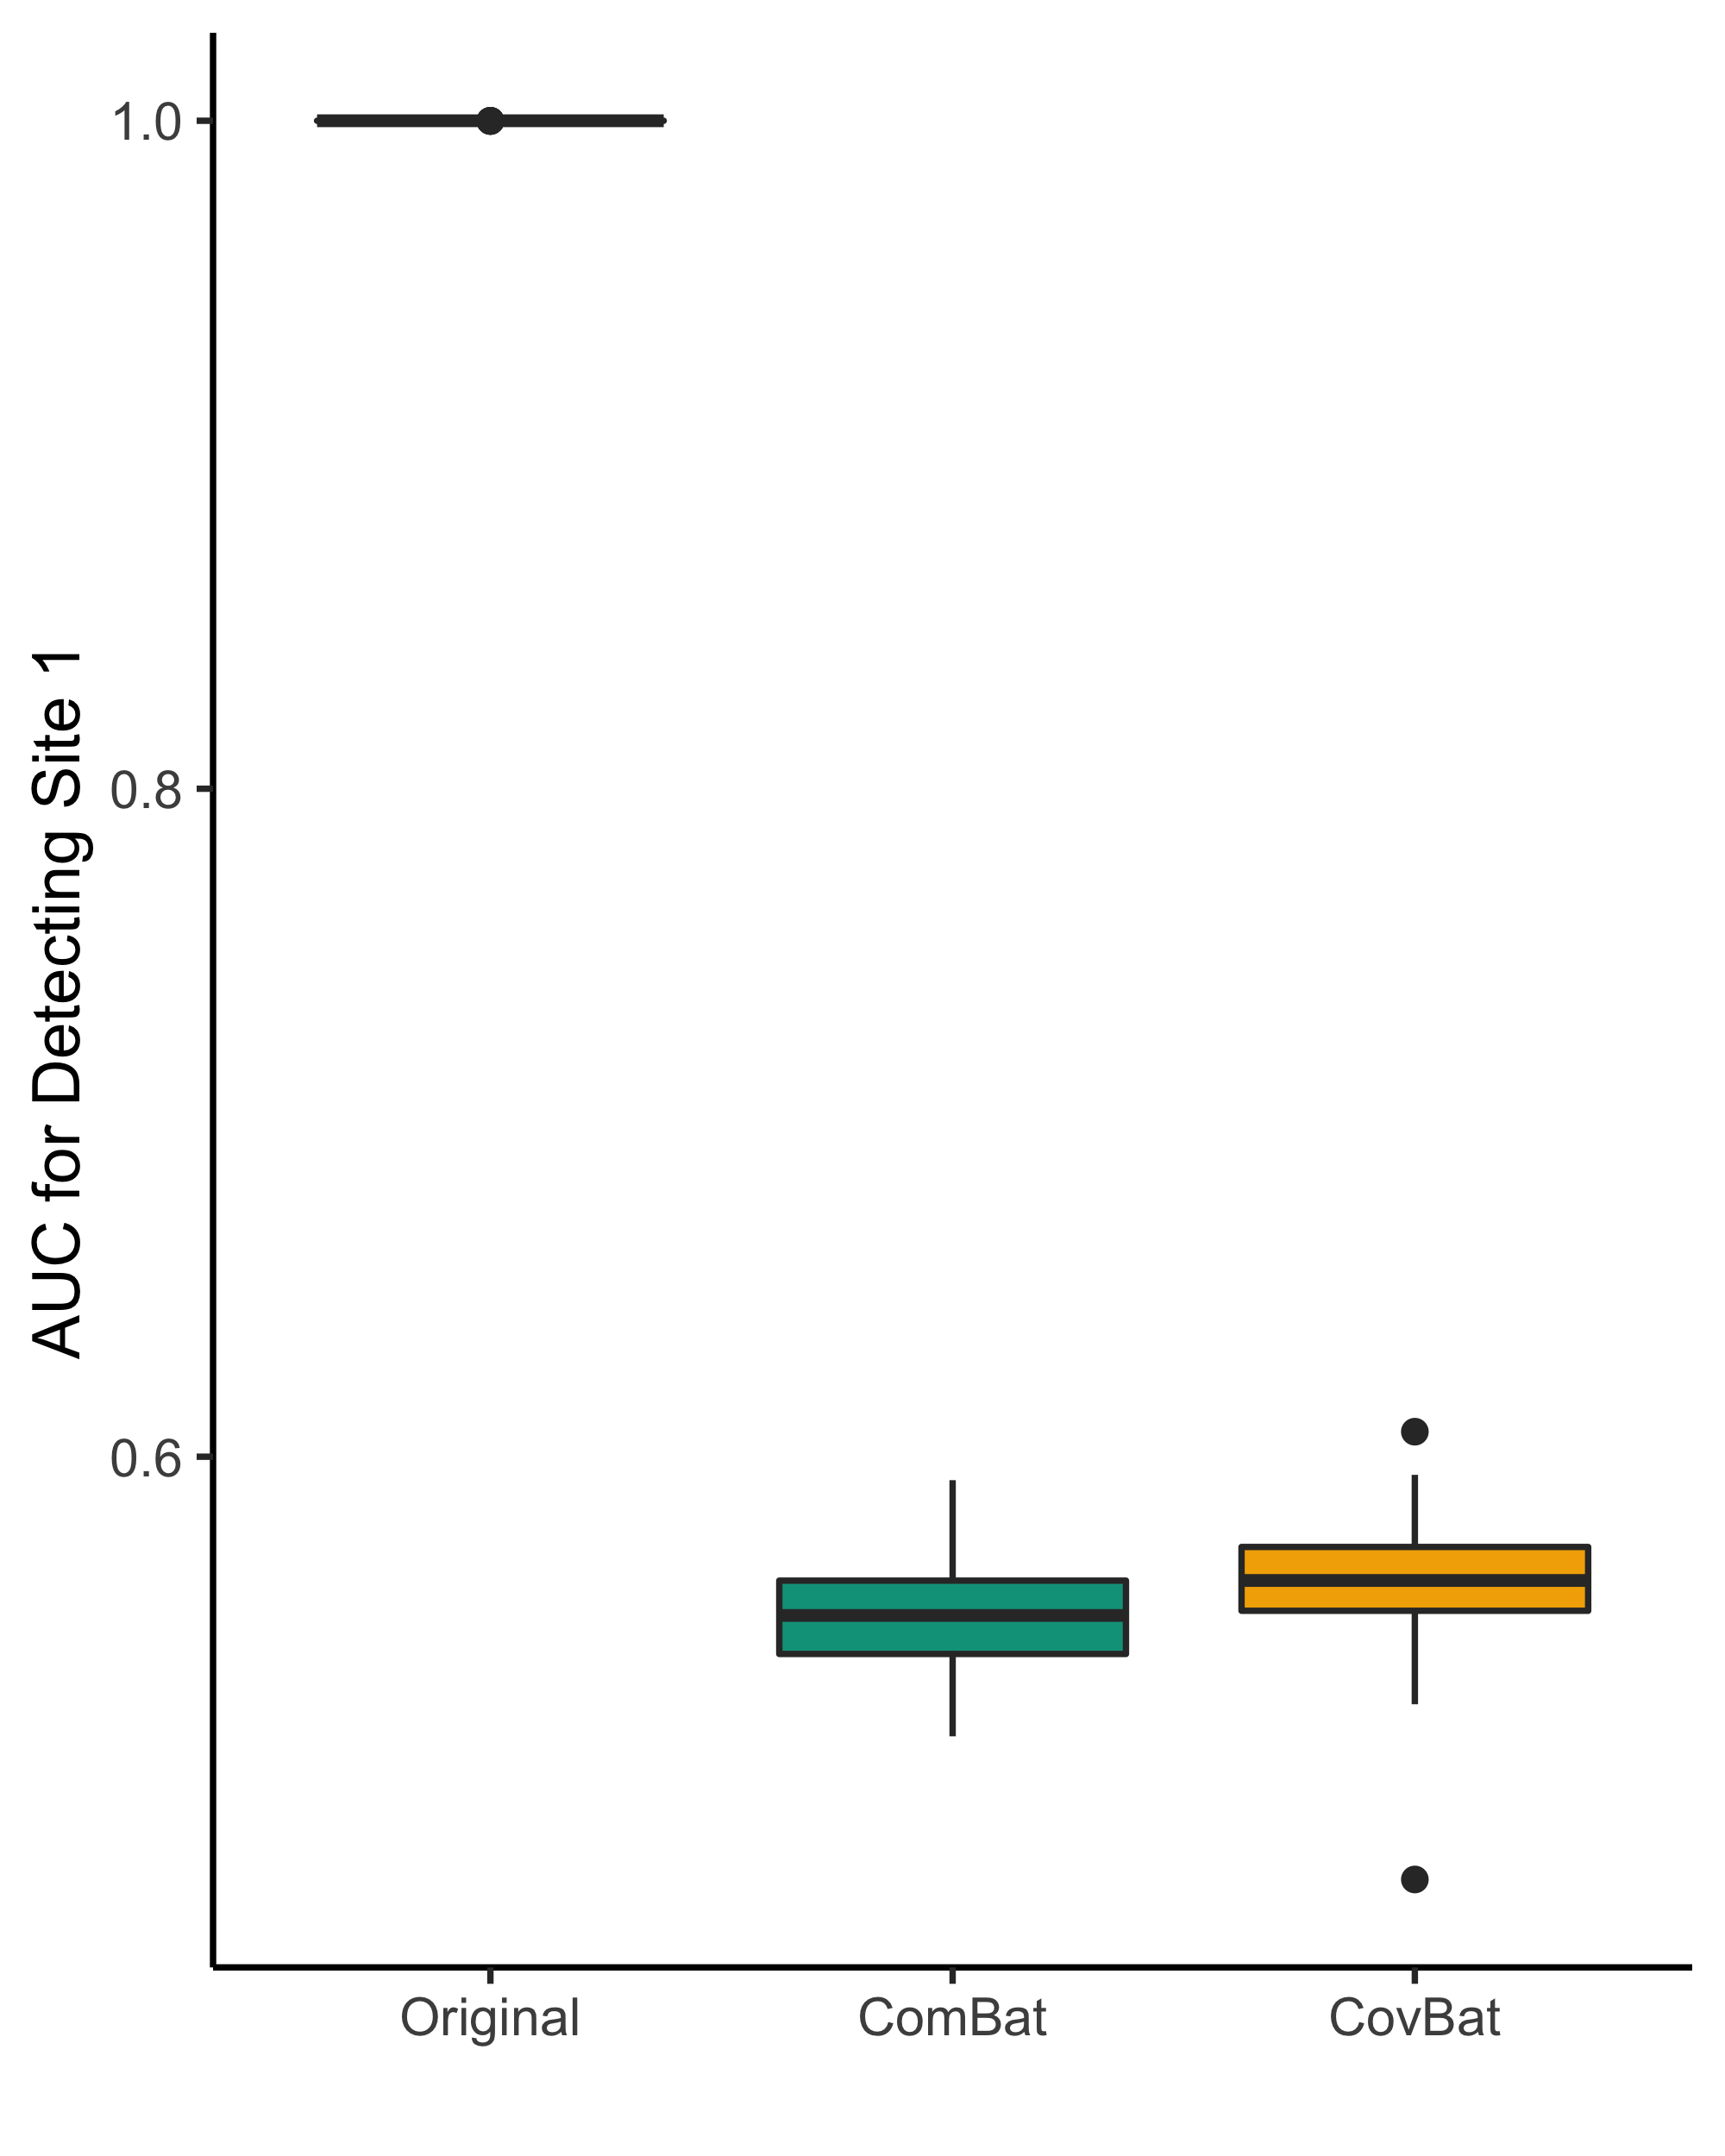 AUC for Detecting Site 1
1.0
0.8
0.6
Original
ComBat
CovBat